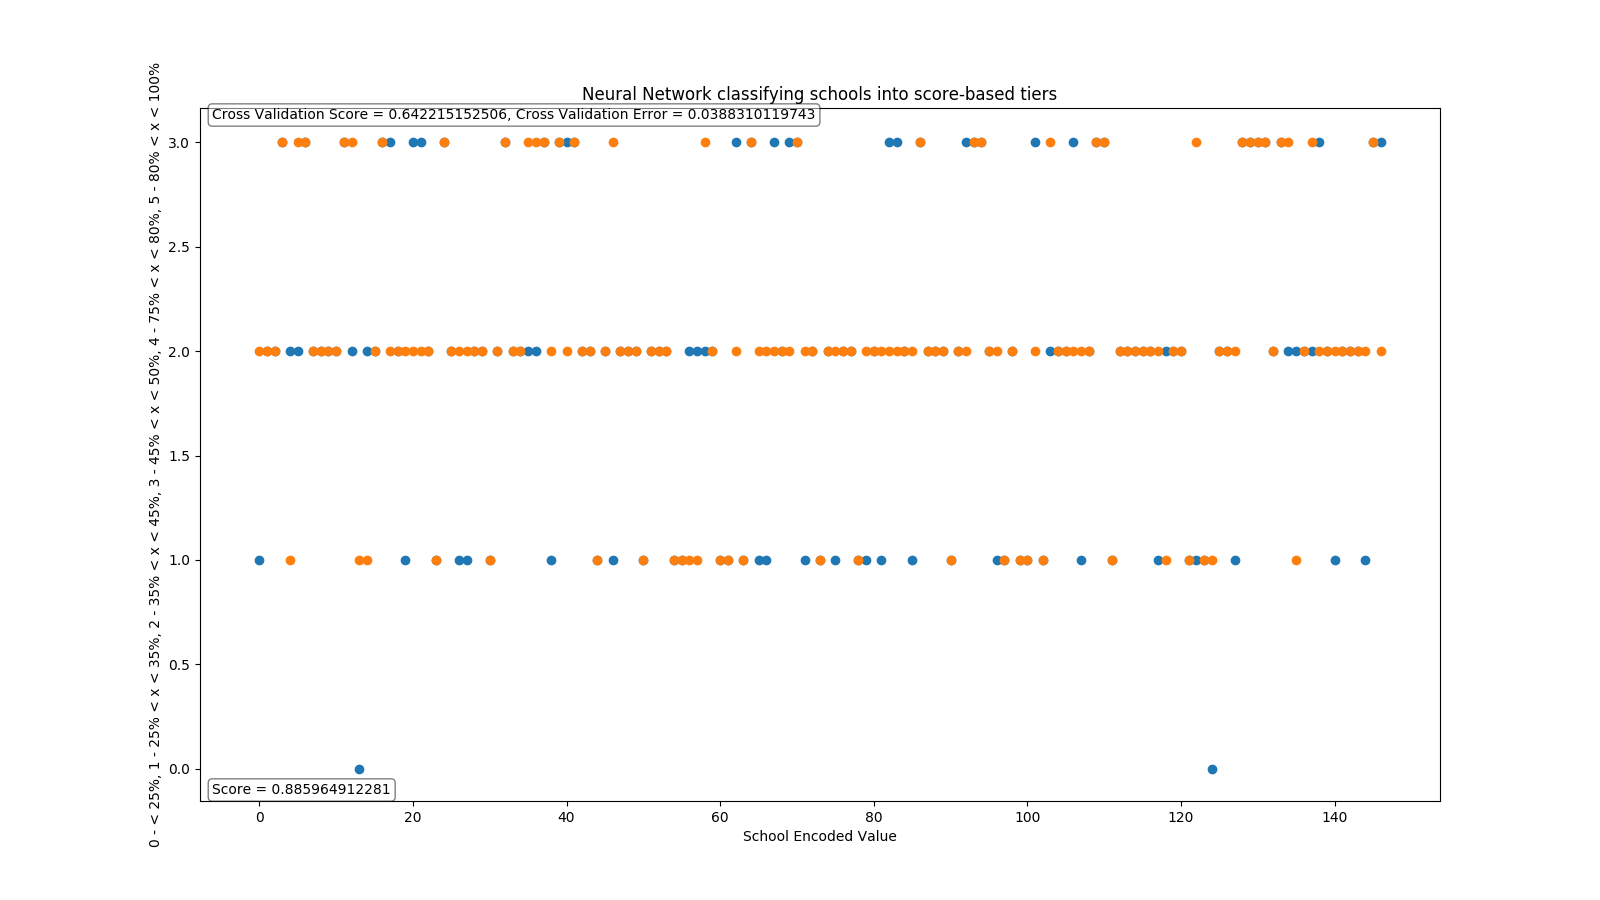 Neural Network classifying schools into score-based tiers
Cross Validation Score = 0.642215152506, Cross Validation Error = 0.0388310119743
0 - < 25%, 1 - 25% < x < 35%, 2 - 35% < x < 45%, 3 - 45% < x < 50%, 4 - 75% < x < 80%, 5 - 80% < x < 100%
3.0
2.5
2.0
1.5
1.0
0.5
0.0
Score = 0.885964912281
0 20 40 60 80 100 120 140
School Encoded Value